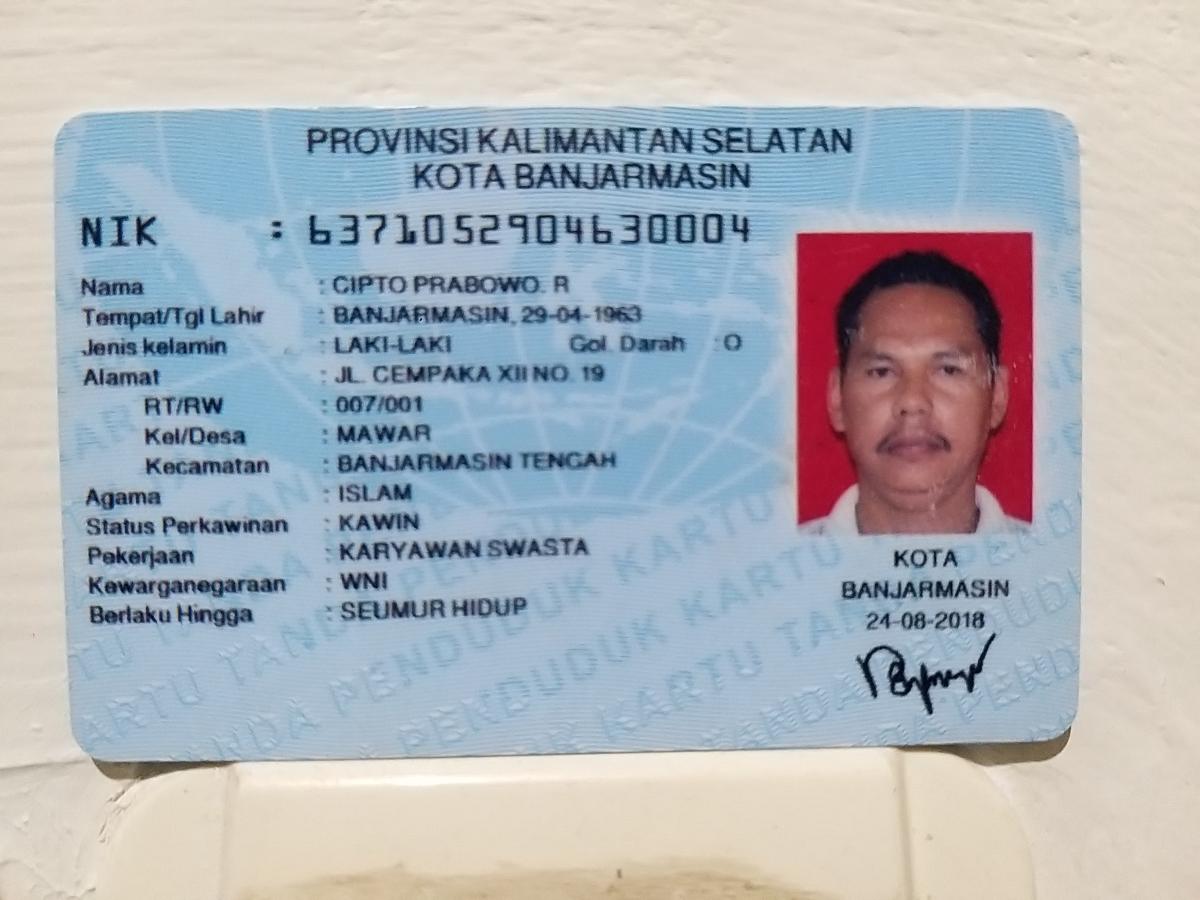 PROVINSI KALIMANTAN SELATAN
KOTA BANJARMASIN
NIK : 6371052904630004
Nama : CIPTO PRABOWO. R
Tempat/Tgl Lahir : BANJARMASIN, 29-04-1963
Jenis kelamin : LAKI-LAKI Gol. Darah : O
Alamat : JL. CEMPAKA XII NO. 19
RT/RW : 007/001
Kel/Desa : MAWAR
Kecamatan : BANJARMASIN TENGAH
Agama : ISLAM
Status Perkawinan : KAWIN
Pekerjaan : KARYAWAN SWASTA
Kewarganegaraan : WNI
Berlaku Hingga : SEUMUR HIDUP
KOTA
BANJARMASIN
24-08-2018